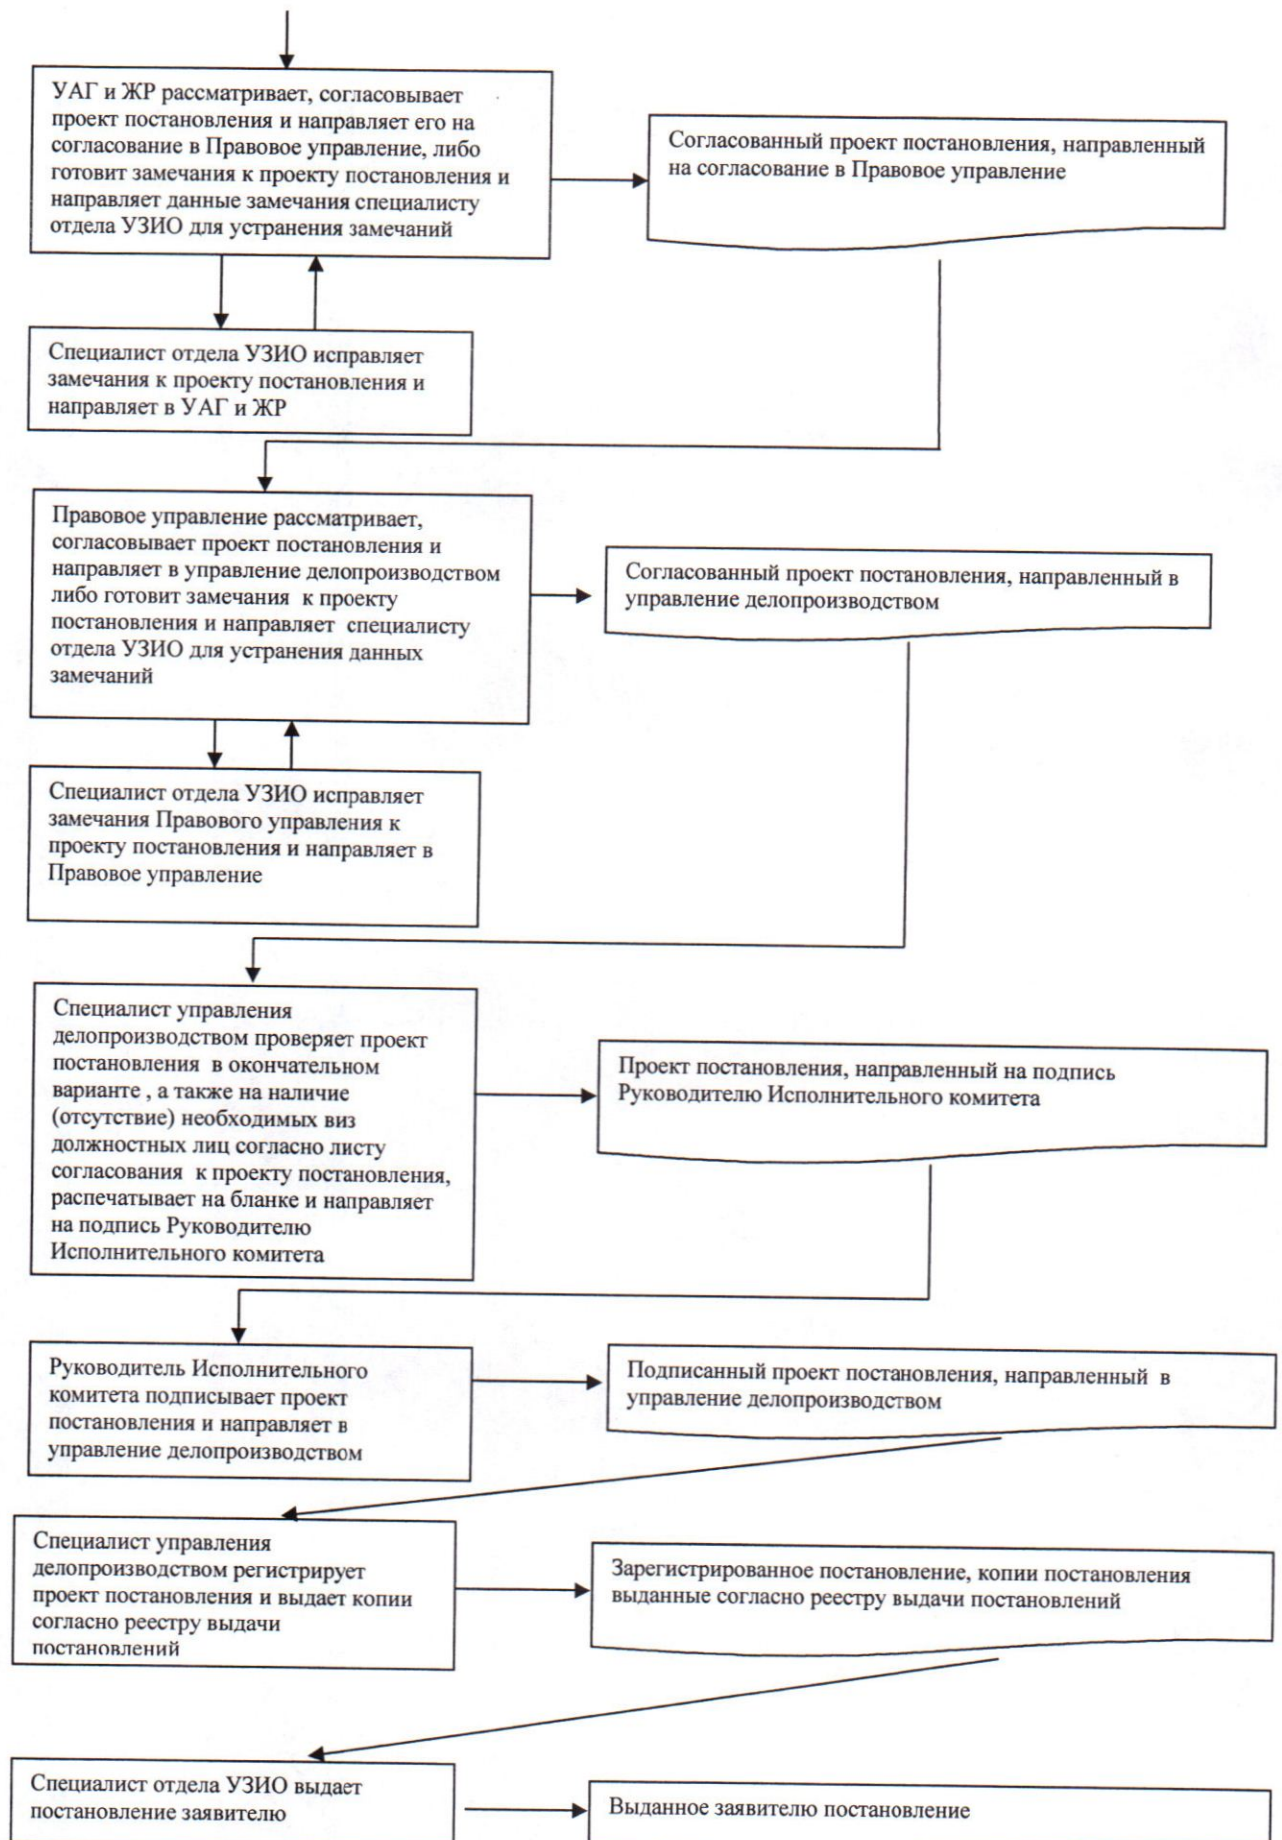 УАГ и ЖР рассматривает, согласовывает
проект постановления и направляет его на
согласование в Правовое управление, либо
готовит замечания к проекту постановления и
направляет данные замечания специалисту
отдела УЗИО для устранения замечаний
Согласованный проект постановления, направленный
на согласование в Правовое управление
Специалист отдела УЗИО исправляет
замечания к проекту постановления и
направляет в УАГ и ЖР
Правовое управление рассматривает,
согласовывает проект постановления и
направляет в управление делопроизводством
либо готовит замечания к проекту
постановления и направляет специалисту
отдела УЗИО для устранения данных
замечаний
Согласованный проект постановления, направленный в
управление делопроизводством
Специалист отдела УЗИО исправляет
замечания Правового управления к
проекту постановления и направляет в
Правовое управление
Специалист управления
делопроизводством проверяет проект
постановления в окончательном
варианте , а также на наличие
(отсутствие) необходимых виз
должностных лиц согласно листу
согласования к проекту постановления,
распечатывает на бланке и направляет
на подпись Руководителю
Исполнительного комитета
Проект постановления, направленный на подпись
Руководителю Исполнительного комитета
Руководитель Исполнительного
комитета подписывает проект
постановления и направляет в
управление делопроизводством
Подписанный проект постановления, направленный в
управление делопроизводством
Специалист управления
делопроизводством регистрирует
проект постановления и выдает копии
согласно реестру выдачи
постановлений
Зарегистрированное постановление, копии постановления
выданные согласно реестру выдачи постановлений
Специалист отдела УЗИО выдает
постановление заявителю
Выданное заявителю постановление